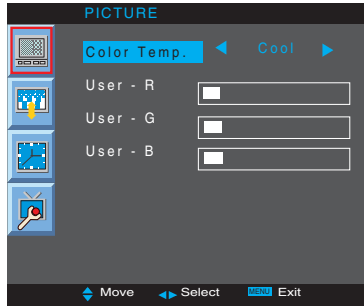 PICTURE
Color Temp. Cool
User - R
User - G
User - B
Move Select MENU Exit